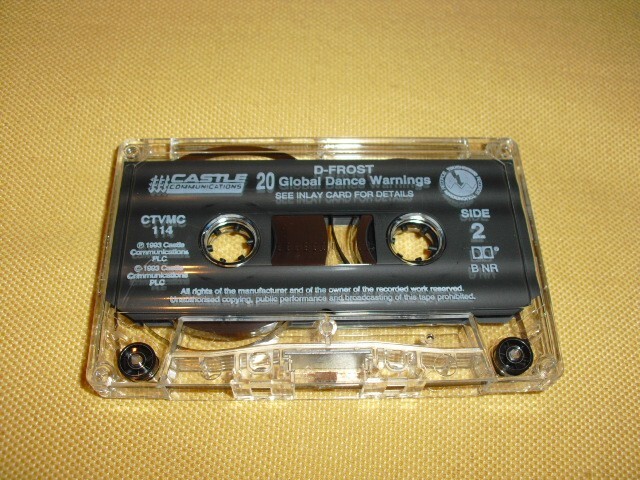 CASTLE
COMMUNICATIONS
D-FROST
20 Global Dance Warnings
SEE INLAY CARD FOR DETAILS
CTVMC
114
SIDE
2
B NR
℗ 1993 Castle
Communications
PLC
© 1993 Castle
Communications
PLC
All rights of the manufacturer and of the owner of the recorded work reserved.
Unauthorised copying, public performance and broadcasting of this tape prohibited.